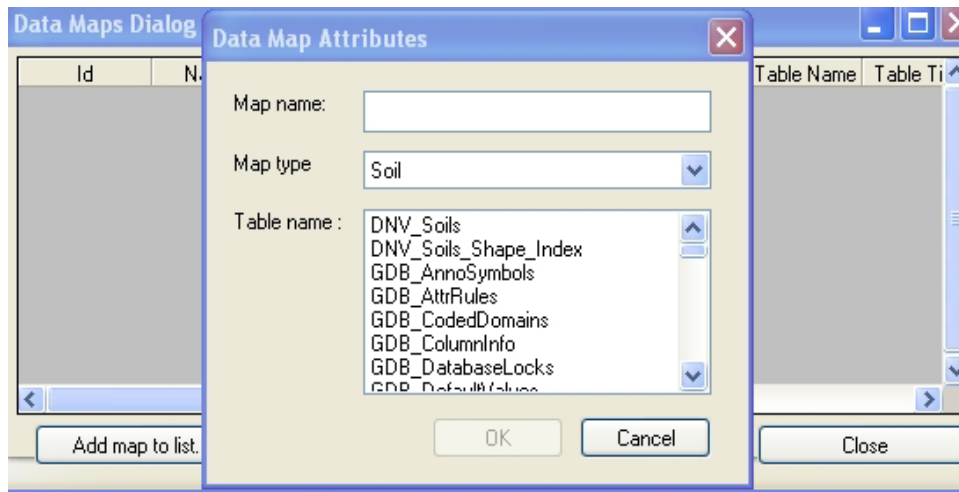 Data Maps Dialog
Data Map Attributes
Id
Table Name
Table Ti
Map name:
Map type
Soil
Table name :
DNV_Soils
DNV_Soils_Shape_Index
GDB_AnnoSymbols
GDB_AttrRules
GDB_CodedDomains
GDB_ColumnInfo
GDB_DatabaseLocks
GDB_DefaultValues
OK
Cancel
Add map to list.
Close